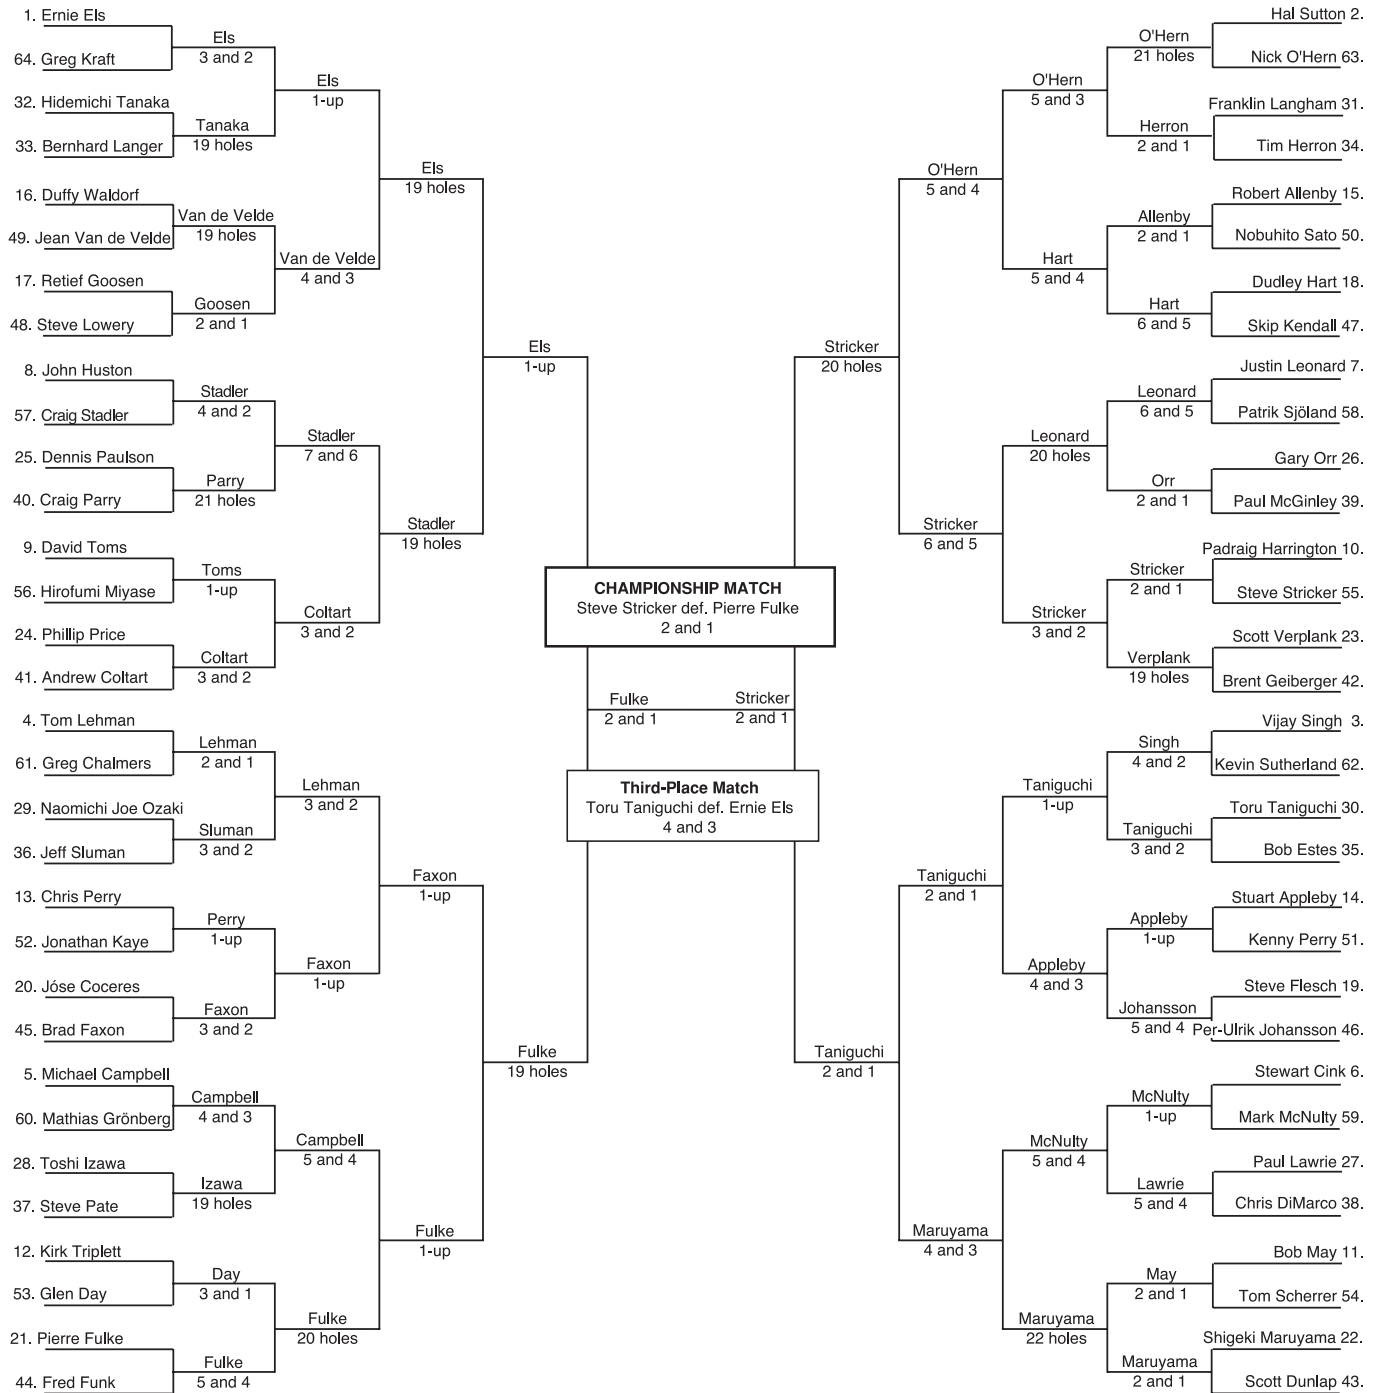 1. Ernie Els
64. Greg Kraft
32. Hidemichi Tanaka
33. Bernhard Langer
16. Duffy Waldorf
49. Jean Van de Velde
17. Retief Goosen
48. Steve Lowery
8. John Huston
57. Craig Stadler
25. Dennis Paulson
40. Craig Parry
9. David Toms
56. Hirofumi Miyase
24. Phillip Price
41. Andrew Coltart
4. Tom Lehman
61. Greg Chalmers
29. Naomichi Joe Ozaki
36. Jeff Sluman
13. Chris Perry
52. Jonathan Kaye
20. Jóse Coceres
45. Brad Faxon
5. Michael Campbell
60. Mathias Grönberg
28. Toshi Izawa
37. Steve Pate
12. Kirk Triplett
53. Glen Day
21. Pierre Fulke
44. Fred Funk
Els
3 and 2
Tanaka
19 holes
Van de Velde
19 holes
Goosen
2 and 1
Stadler
4 and 2
Parry
21 holes
Toms
1-up
Coltart
3 and 2
Lehman
2 and 1
Sluman
3 and 2
Perry
1-up
Faxon
3 and 2
Campbell
4 and 3
Izawa
19 holes
Day
3 and 1
Fulke
5 and 4
Els
1-up
Van de Velde
4 and 3
Stadler
7 and 6
Coltart
3 and 2
Lehman
3 and 2
Faxon
1-up
Campbell
5 and 4
Fulke
20 holes
Els
19 holes
Stadler
19 holes
Faxon
1-up
Fulke
1-up
Els
1-up
Fulke
19 holes
CHAMPIONSHIP MATCH
Steve Stricker def. Pierre Fulke
2 and 1
Fulke
2 and 1
Stricker
2 and 1
Third-Place Match
Toru Taniguchi def. Ernie Els
4 and 3
Stricker
20 holes
Taniguchi
2 and 1
O'Hern
5 and 4
Stricker
6 and 5
Taniguchi
2 and 1
Maruyama
4 and 3
O'Hern
5 and 3
Hart
5 and 4
Leonard
20 holes
Stricker
3 and 2
Taniguchi
1-up
Appleby
4 and 3
McNulty
5 and 4
Maruyama
22 holes
O'Hern
21 holes
Herron
2 and 1
Allenby
2 and 1
Hart
6 and 5
Leonard
6 and 5
Orr
2 and 1
Stricker
2 and 1
Verplank
19 holes
Singh
4 and 2
Taniguchi
3 and 2
Appleby
1-up
Johansson
5 and 4
McNulty
1-up
Lawrie
5 and 4
May
2 and 1
Maruyama
2 and 1
Hal Sutton 2.
Nick O'Hern 63.
Franklin Langham 31.
Tim Herron 34.
Robert Allenby 15.
Nobuhito Sato 50.
Dudley Hart 18.
Skip Kendall 47.
Justin Leonard 7.
Patrik Sjöland 58.
Gary Orr 26.
Paul McGinley 39.
Padraig Harrington 10.
Steve Stricker 55.
Scott Verplank 23.
Brent Geiberger 42.
Vijay Singh 3.
Kevin Sutherland 62.
Toru Taniguchi 30.
Bob Estes 35.
Stuart Appleby 14.
Kenny Perry 51.
Steve Flesch 19.
Per-Ulrik Johansson 46.
Stewart Cink 6.
Mark McNulty 59.
Paul Lawrie 27.
Chris DiMarco 38.
Bob May 11.
Tom Scherrer 54.
Shigeki Maruyama 22.
Scott Dunlap 43.